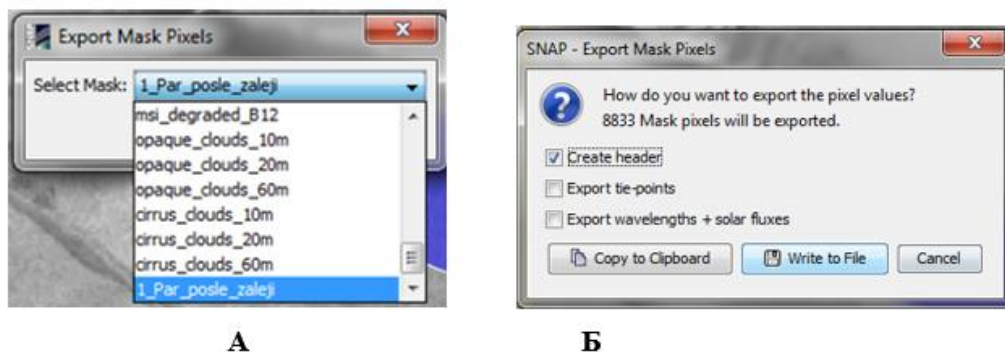 Export Mask Pixels
Select Mask: 1_Par_posle_zaleji
msi_degraded_B12
opaque_clouds_10m
opaque_clouds_20m
opaque_clouds_60m
cirrus_clouds_10m
cirrus_clouds_20m
cirrus_clouds_60m
1_Par_posle_zaleji
А
SNAP - Export Mask Pixels
How do you want to export the pixel values?
8833 Mask pixels will be exported.
Create header
Export tie-points
Export wavelengths + solar fluxes
Copy to Clipboard Write to File Cancel
Б